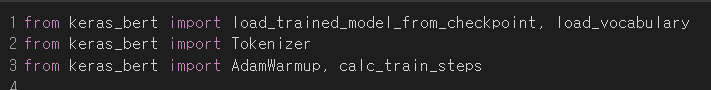 1 from keras_bert import load_trained_model_from_checkpoint, load_vocabulary
2 from keras_bert import Tokenizer
3 from keras_bert import AdamWarmup, calc_train_steps
4